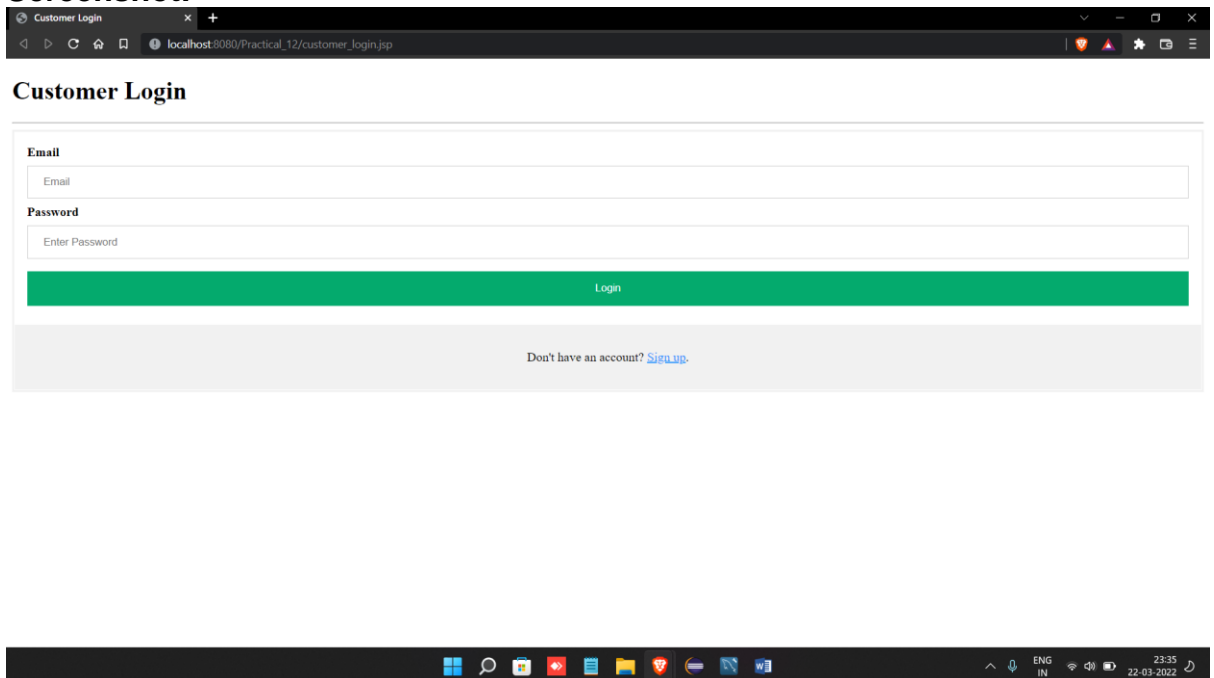 Screenshot:
Customer Login
localhost:8080/Practical_12/customer_login.jsp
Customer Login
Email
Email
Password
Enter Password
Login
Don't have an account? Sign up.
ENG
IN
23:35
22-03-2022